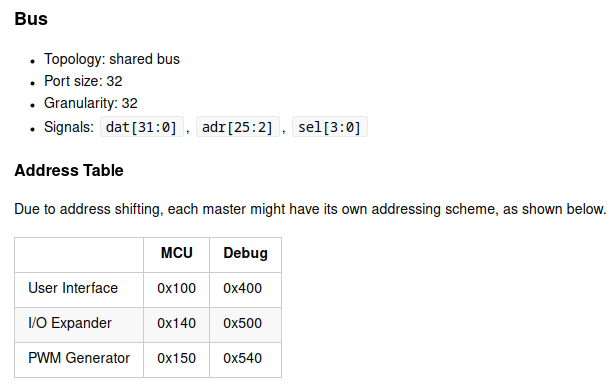 Bus
Topology: shared bus
Port size: 32
Granularity: 32
Signals: dat[31:0] , adr[25:2] , sel[3:0]
Address Table
Due to address shifting, each master might have its own addressing scheme, as shown below.
MCU Debug
User Interface 0x100 0x400
I/O Expander 0x140 0x500
PWM Generator 0x150 0x540